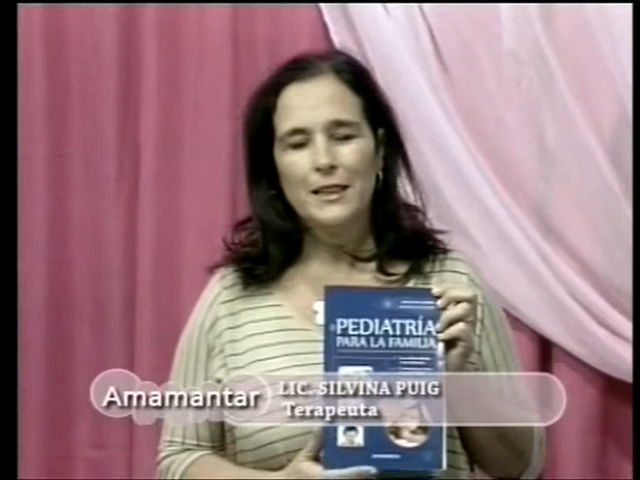 PEDIATRÍA
PARA LA FAMILIA
Amamantar
LIC. SILVINA PUIG
Terapeuta